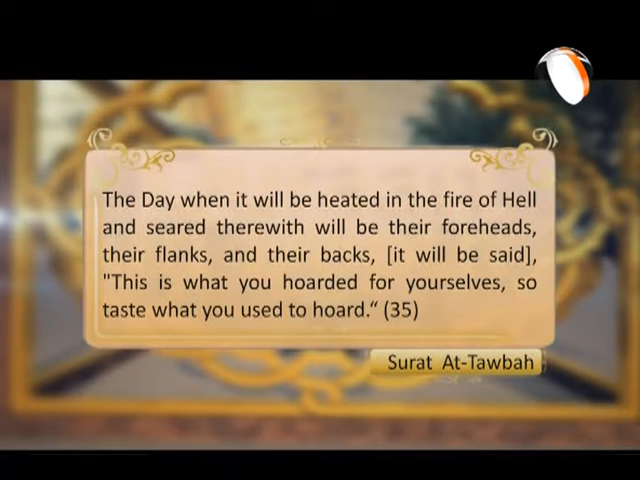 The Day when it will be heated in the fire of Hell
and seared therewith will be their foreheads,
their flanks, and their backs, [it will be said],
"This is what you hoarded for yourselves, so
taste what you used to hoard.“ (35)
Surat At-Tawbah